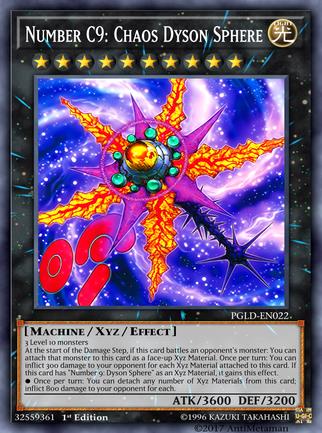 NUMBER C9: CHAOS DYSON SPHERE
LIGHT
光
PGLD-EN022
[MACHINE / XYZ / EFFECT]
3 Level 10 monsters
At the start of the Damage Step, if this card battles an opponent's monster: You can
attach that monster to this card as a face-up Xyz Material. Once per turn: You can
inflict 300 damage to your opponent for each Xyz Material attached to this card. If
this card has "Number 9: Dyson Sphere" as an Xyz Material, it gains this effect.
● Once per turn: You can detach any number of Xyz Materials from this card;
inflict 800 damage to your opponent for each.
ATK/3600 DEF/3200
32559361 1st Edition ©1996 KAZUKI TAKAHASHI
©2017 AntiMetaman